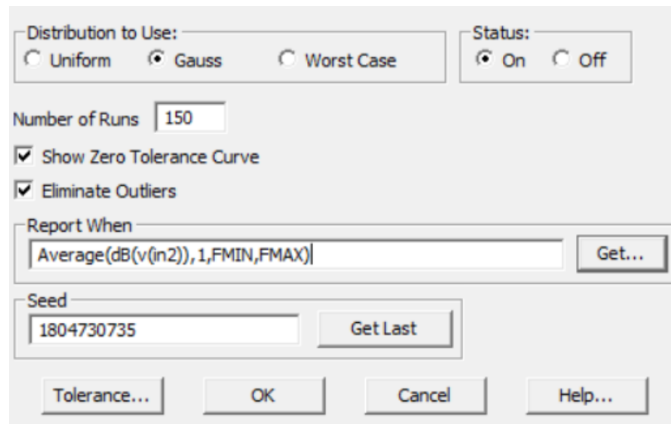 Distribution to Use: Status:
Uniform Gauss Worst Case On Off
Number of Runs 150
Show Zero Tolerance Curve
Eliminate Outliers
Report When
Average(dB(v(in2)),1,FMIN,FMAX) Get...
Seed
1804730735 Get Last
Tolerance... OK Cancel Help...